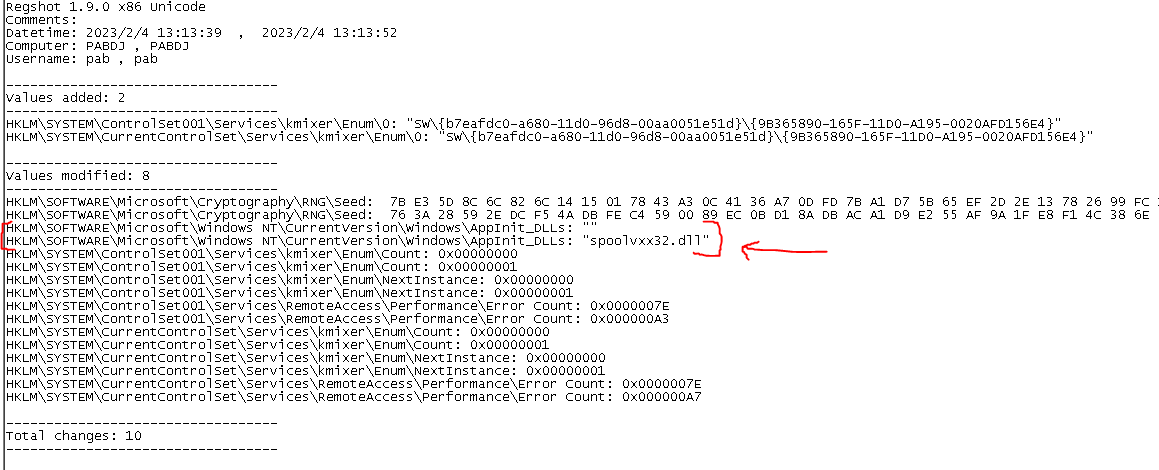 Regshot 1.9.0 x86 Unicode
Comments:
Datetime: 2023/2/4 13:13:39  ,  2023/2/4 13:13:52
Computer: PABDJ , PABDJ
Username: pab , pab
----------------------------------
Values added: 2
----------------------------------
HKLM\SYSTEM\ControlSet001\Services\kmixer\Enum\0: "SW\{b7eafdc0-a680-11d0-96d8-00aa0051e51d}\{9B365890-165F-11D0-A195-0020AFD156E4}"
HKLM\SYSTEM\CurrentControlSet\Services\kmixer\Enum\0: "SW\{b7eafdc0-a680-11d0-96d8-00aa0051e51d}\{9B365890-165F-11D0-A195-0020AFD156E4}"
----------------------------------
Values modified: 8
----------------------------------
HKLM\SOFTWARE\Microsoft\Cryptography\RNG\Seed:  7B E3 5D 8C 6C 82 6C 14 15 01 78 43 A3 0C 41 36 A7 0D FD 7B A1 D7 5B 65 EF 2D 2E 13 78 26 99 FC
HKLM\SOFTWARE\Microsoft\Cryptography\RNG\Seed:  76 3A 28 59 2E DC F5 4A DB FE C4 59 00 89 EC 0B D1 8A DB AC A1 D9 E2 55 AF 9A 1F E8 F1 4C 38 6E
HKLM\SOFTWARE\Microsoft\Windows NT\CurrentVersion\Windows\AppInit_DLLs: ""
HKLM\SOFTWARE\Microsoft\Windows NT\CurrentVersion\Windows\AppInit_DLLs: "spoolvxx32.dll"
HKLM\SYSTEM\ControlSet001\Services\kmixer\Enum\Count: 0x00000000
HKLM\SYSTEM\ControlSet001\Services\kmixer\Enum\Count: 0x00000001
HKLM\SYSTEM\ControlSet001\Services\kmixer\Enum\NextInstance: 0x00000000
HKLM\SYSTEM\ControlSet001\Services\kmixer\Enum\NextInstance: 0x00000001
HKLM\SYSTEM\ControlSet001\Services\RemoteAccess\Performance\Error Count: 0x0000007E
HKLM\SYSTEM\ControlSet001\Services\RemoteAccess\Performance\Error Count: 0x000000A3
HKLM\SYSTEM\CurrentControlSet\Services\kmixer\Enum\Count: 0x00000000
HKLM\SYSTEM\CurrentControlSet\Services\kmixer\Enum\Count: 0x00000001
HKLM\SYSTEM\CurrentControlSet\Services\kmixer\Enum\NextInstance: 0x00000000
HKLM\SYSTEM\CurrentControlSet\Services\kmixer\Enum\NextInstance: 0x00000001
HKLM\SYSTEM\CurrentControlSet\Services\RemoteAccess\Performance\Error Count: 0x0000007E
HKLM\SYSTEM\CurrentControlSet\Services\RemoteAccess\Performance\Error Count: 0x000000A7
----------------------------------
Total changes: 10
----------------------------------